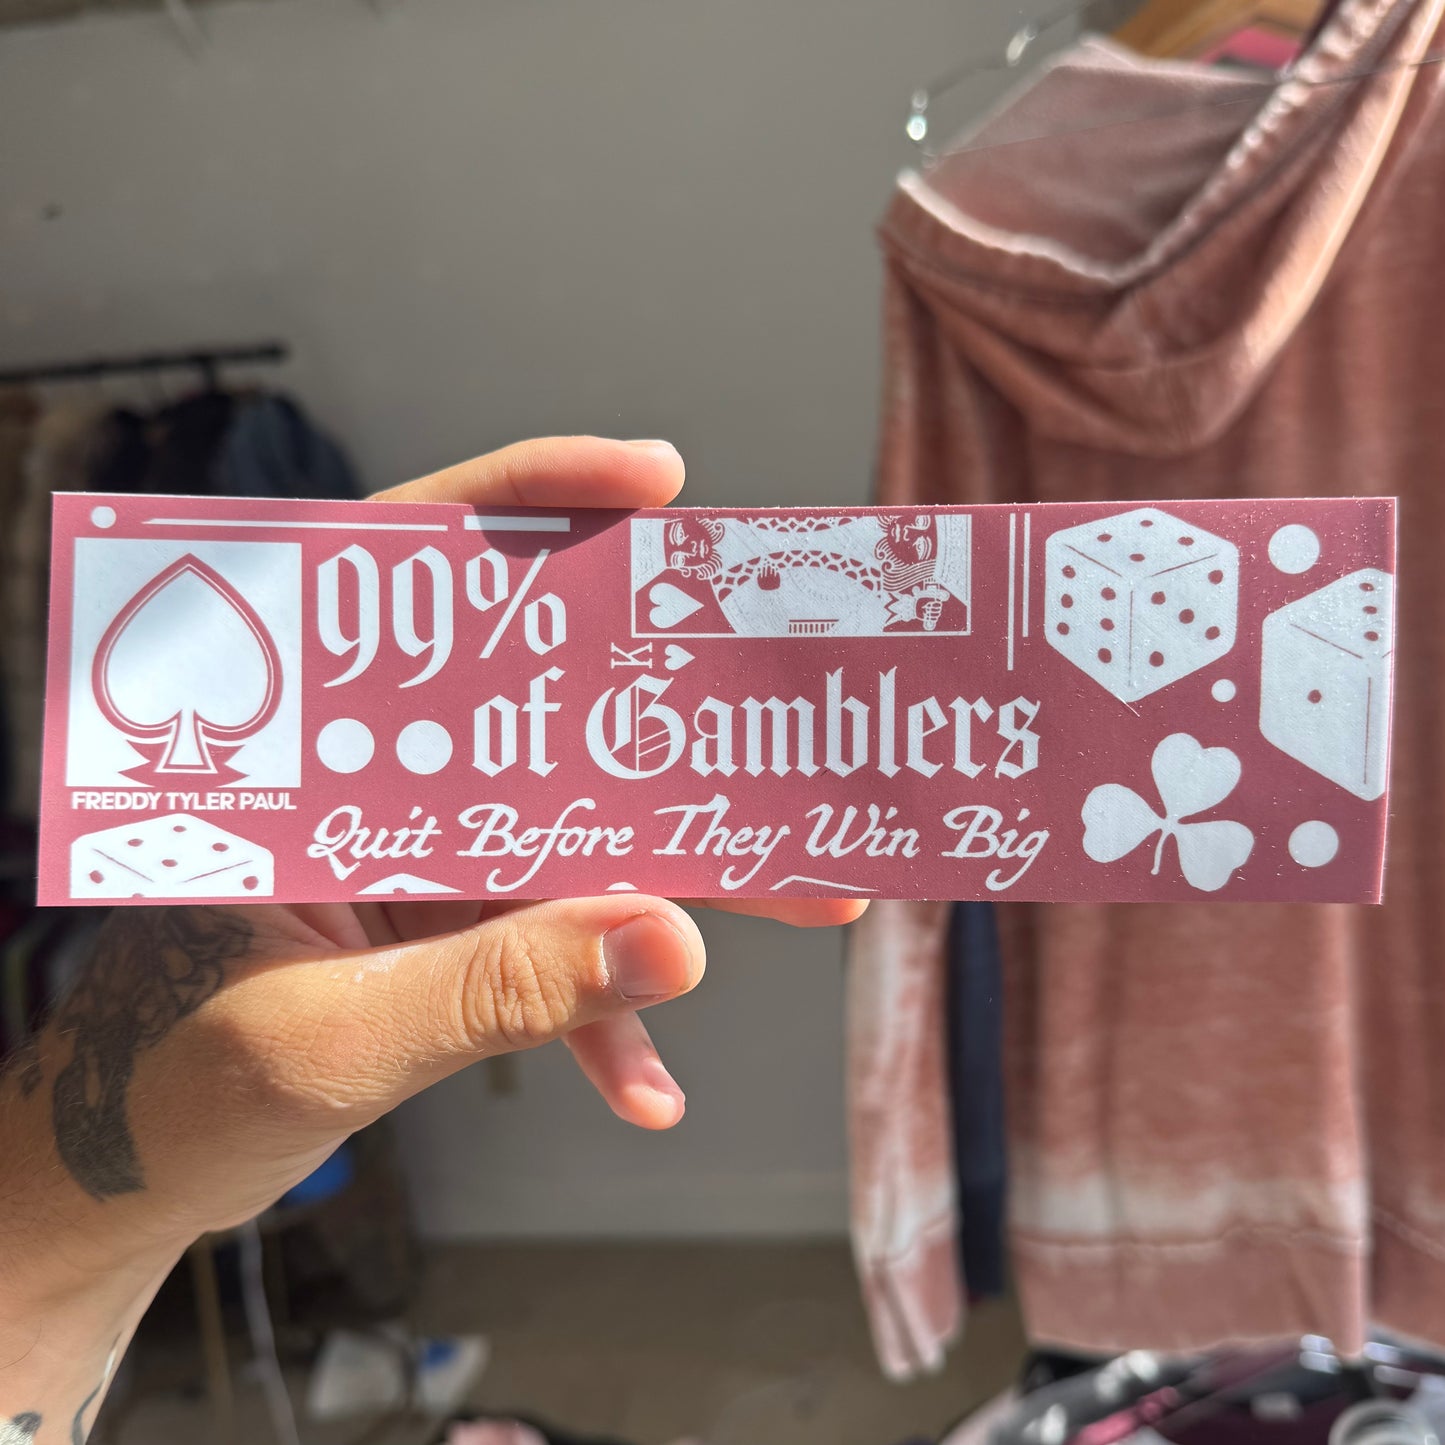 99%
K
of Gamblers
FREDDY TYLER PAUL
Quit Before They Win Big